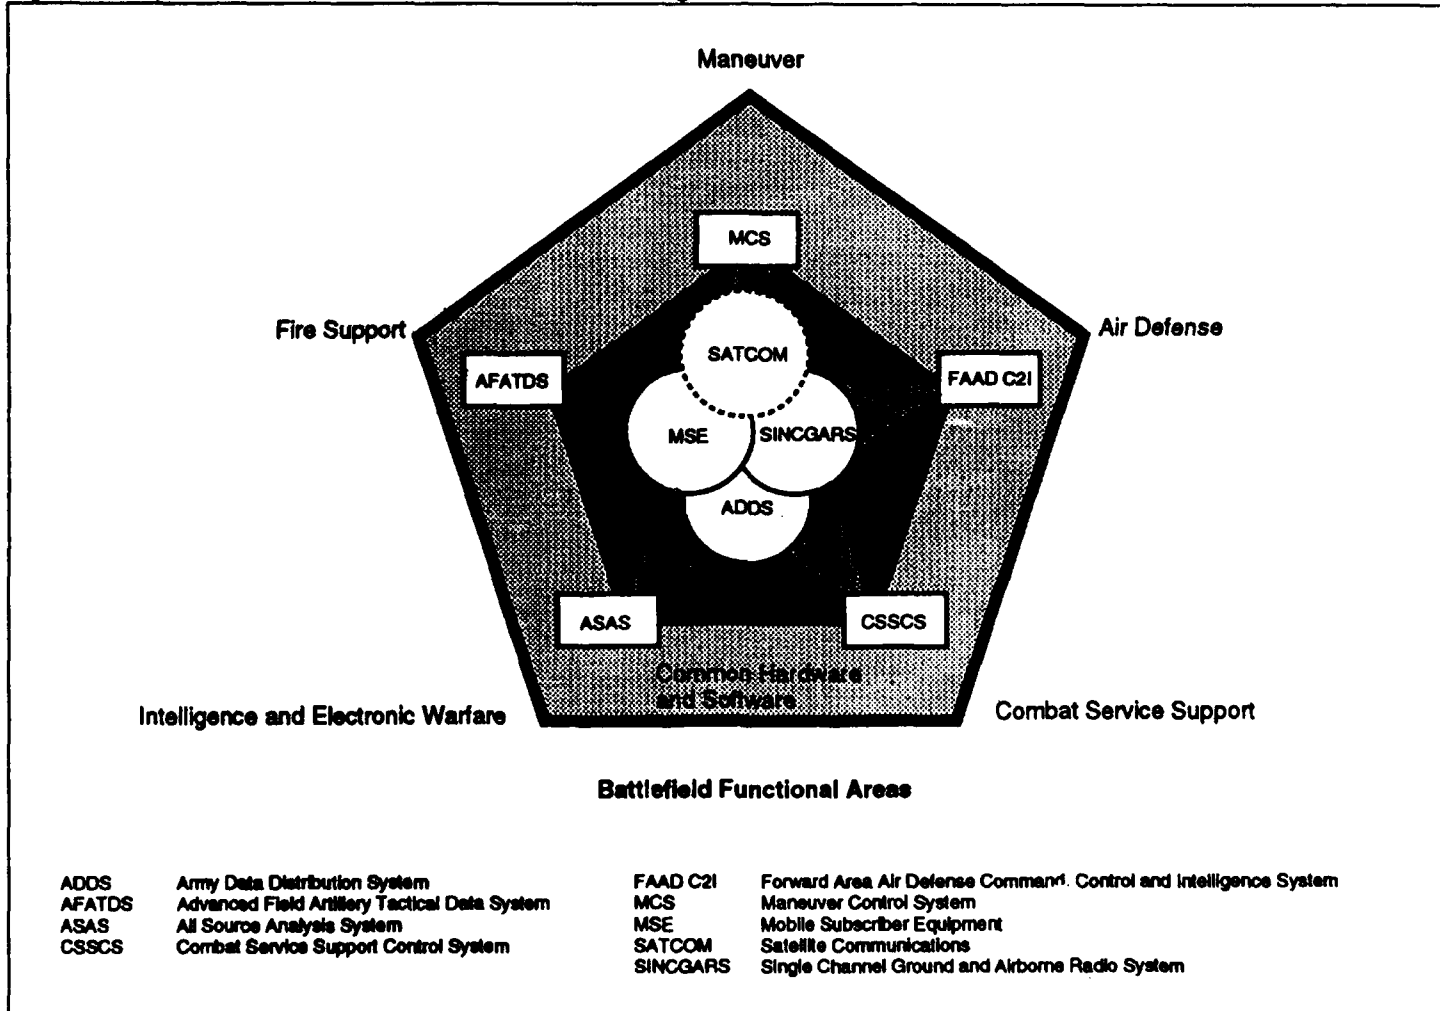 Maneuver
MCS
Fire Support
Air Defense
SATCOM
AFATDS
FAAD C2I
MSE
SINCGARS
ADDS
ASAS
CSSCS
Common Hardware
and Software
Intelligence and Electronic Warfare
Combat Service Support
Battlefield Functional Areas
ADDS Army Data Distribution System
AFATDS Advanced Field Artillery Tactical Data System
ASAS All Source Analysis System
CSSCS Combat Service Support Control System
FAAD C2I Forward Area Air Defense Command, Control and Intelligence System
MCS Maneuver Control System
MSE Mobile Subscriber Equipment
SATCOM Satellite Communications
SINCGARS Single Channel Ground and Airborne Radio System